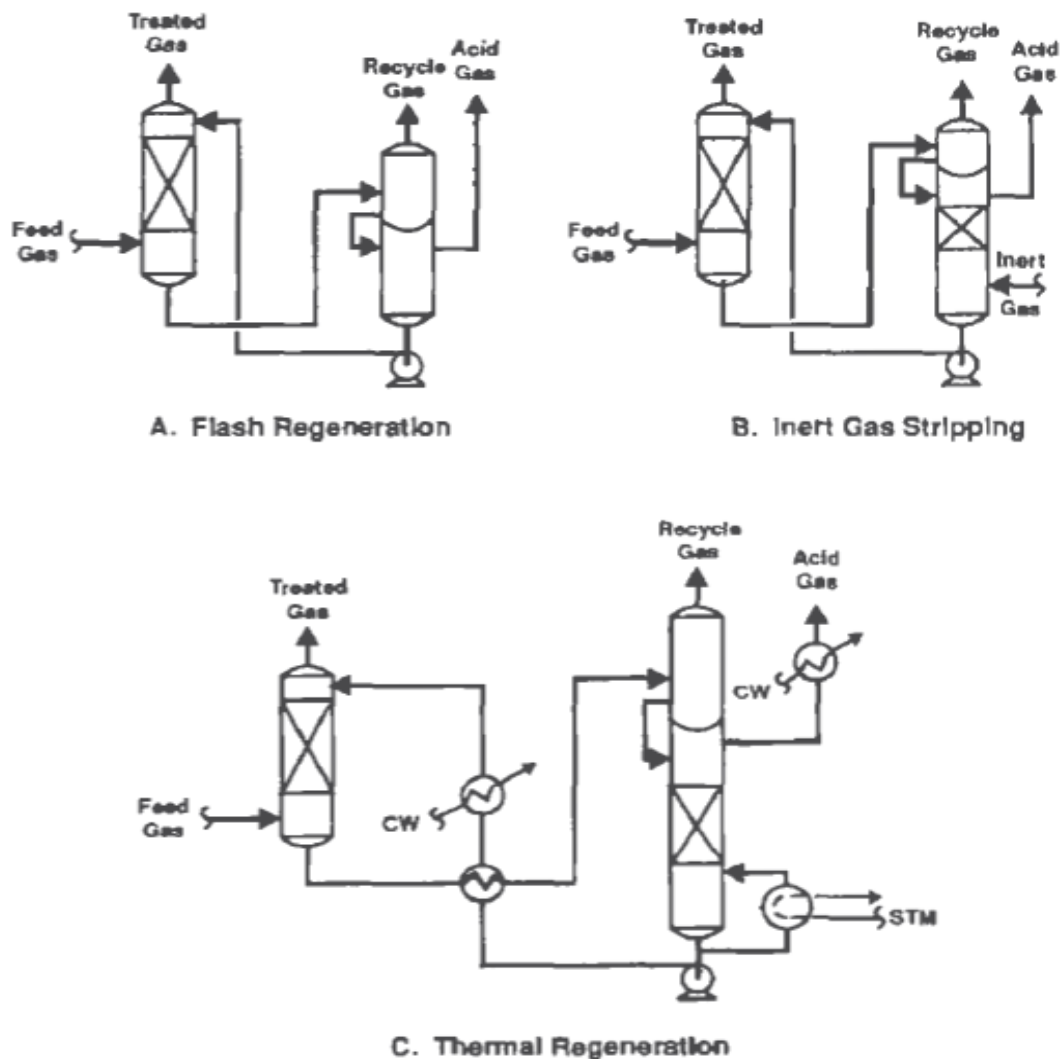 Treated
Gas
Recycle
Gas
Acid
Gas
Feed
Gas
A. Flash Regeneration
Treated
Gas
Recycle
Gas
Acid
Gas
Feed
Gas
Inert
Gas
B. Inert Gas Stripping
Recycle
Gas
Acid
Gas
Treated
Gas
CW
CW
Feed
Gas
STM
C. Thermal Regeneration